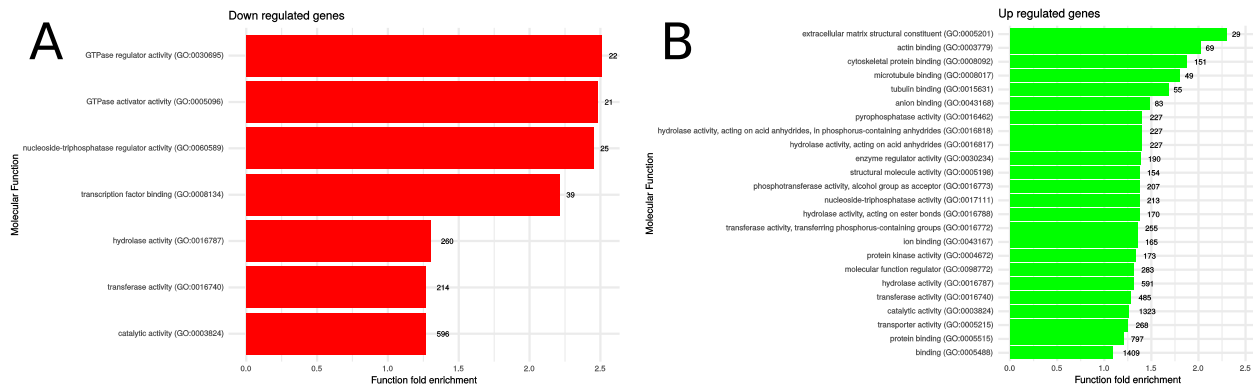 A
Down regulated genes
Molecular Function
GTPase regulator activity (GO:0030695) 22
GTPase activator activity (GO:0005096) 21
nucleoside-triphosphatase regulator activity (GO:0060589) 25
transcription factor binding (GO:0008134) 39
hydrolase activity (GO:0016787) 260
transferase activity (GO:0016740) 214
catalytic activity (GO:0003824) 596
0.0 0.5 1.0 1.5 2.0 2.5
Function fold enrichment
B
Up regulated genes
Molecular Function
extracellular matrix structural constituent (GO:0005201) 29
actin binding (GO:0003779) 69
cytoskeletal protein binding (GO:0008092) 151
microtubule binding (GO:0008017) 49
tubulin binding (GO:0015631) 55
anion binding (GO:0043168) 83
pyrophosphatase activity (GO:0016462) 227
hydrolase activity, acting on acid anhydrides, in phosphorus-containing anhydrides (GO:0016818) 227
hydrolase activity, acting on acid anhydrides (GO:0016817) 227
enzyme regulator activity (GO:0030234) 190
structural molecule activity (GO:0005198) 154
phosphotransferase activity, alcohol group as acceptor (GO:0016773) 207
nucleoside-triphosphatase activity (GO:0017111) 213
hydrolase activity, acting on ester bonds (GO:0016788) 170
transferase activity, transferring phosphorus-containing groups (GO:0016772) 255
ion binding (GO:0043167) 165
protein kinase activity (GO:0004672) 173
molecular function regulator (GO:0098772) 283
hydrolase activity (GO:0016787) 591
transferase activity (GO:0016740) 485
catalytic activity (GO:0003824) 1323
transporter activity (GO:0005215) 268
protein binding (GO:0005515) 797
binding (GO:0005488) 1409
0.0 0.5 1.0 1.5 2.0 2.5
Function fold enrichment